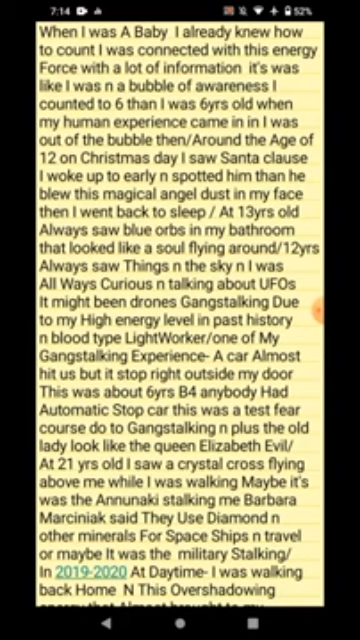 7:14
52%
When I was A Baby I already knew how
to count I was connected with this energy
Force with a lot of information it's was
like I was n a bubble of awareness I
counted to 6 than I was 6yrs old when
my human experience came in in I was
out of the bubble then/Around the Age of
12 on Christmas day I saw Santa clause
I woke up to early n spotted him than he
blew this magical angel dust in my face
then I went back to sleep / At 13yrs old
Always saw blue orbs in my bathroom
that looked like a soul flying around/12yrs
Always saw Things n the sky n I was
All Ways Curious n talking about UFOs
It might been drones Gangstalking Due
to my High energy level in past history
n blood type LightWorker/one of My
Gangstalking Experience- A car Almost
hit us but it stop right outside my door
This was about 6yrs B4 anybody Had
Automatic Stop car this was a test fear
course do to Gangstalking n plus the old
lady look like the queen Elizabeth Evil/
At 21 yrs old I saw a crystal cross flying
above me while I was walking Maybe it's
was the Annunaki stalking me Barbara
Marciniak said They Use Diamond n
other minerals For Space Ships n travel
or maybe It was the military Stalking/
In 2019-2020 At Daytime- I was walking
back Home N This Overshadowing
energy that Almost brought to my